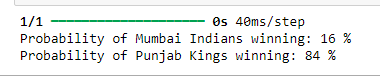 1/1 ━━━━━━━━━━━━━━━━━━━━ 0s 40ms/step
Probability of Mumbai Indians winning: 16 %
Probability of Punjab Kings winning: 84 %